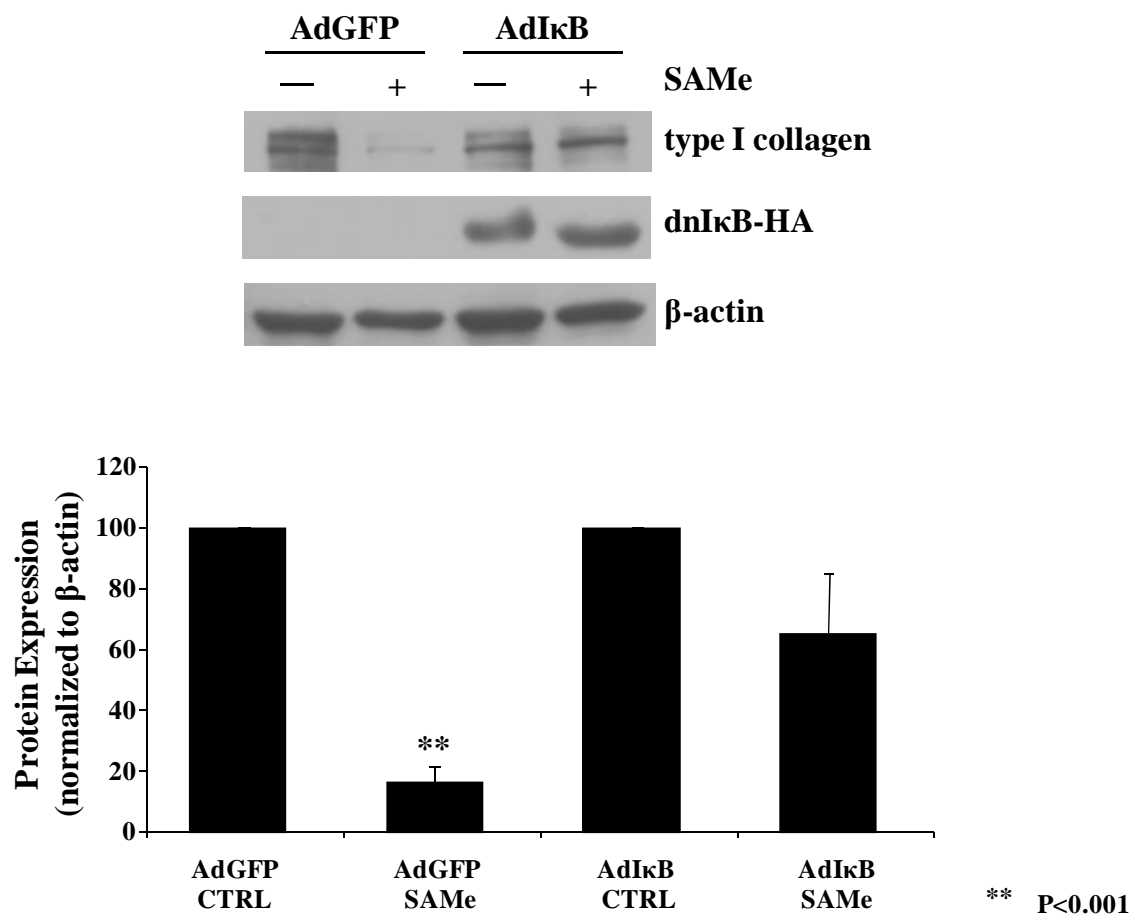 AdGFP AdIκB
— + — + SAMe
type I collagen
dnIκB-HA
β-actin
Protein Expression
(normalized to β-actin)
120
100
80
60
40
20
0
**
AdGFP AdGFP AdIκB AdIκB
CTRL SAMe CTRL SAMe
** P<0.001